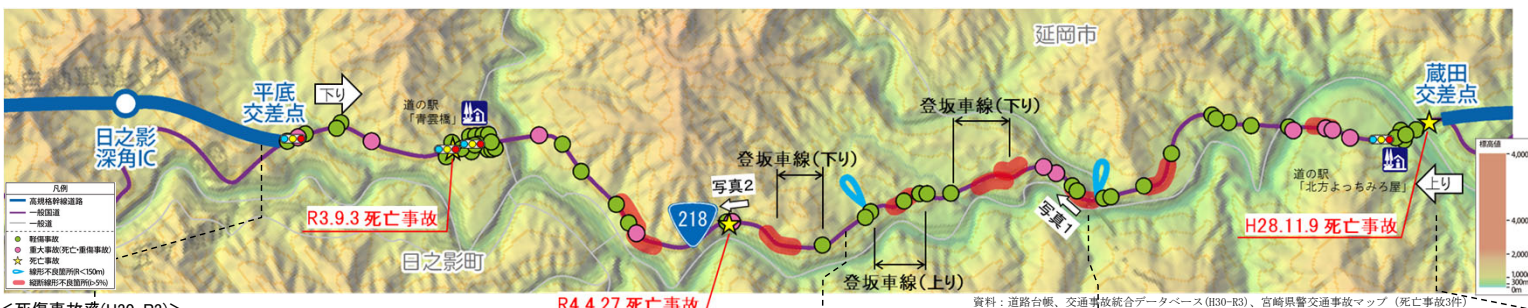 延岡市
蔵田
交差点
平底
交差点
下り
道の駅
「青雲橋」
日之影
深角IC
登坂車線(下り)
登坂車線(下り)
写真2
218
写真1
道の駅
「北方よっちみろ屋」
上り
標高値
4,000
4,000
2,000
1,000
300m
0m
凡例
高規格幹線道路
一般国道
一般道
軽傷事故
重大事故(死亡・重傷事故)
死亡事故
線形不良箇所(R<150m)
縦断線形不良箇所(I>5%)
R3.9.3 死亡事故
H28.11.9 死亡事故
日之影町
登坂車線(上り)
R4.4.27 死亡事故
資料：道路台帳、交通事故統合データベース(H30-R3)、宮崎県警交通事故マップ（死亡事故3件）